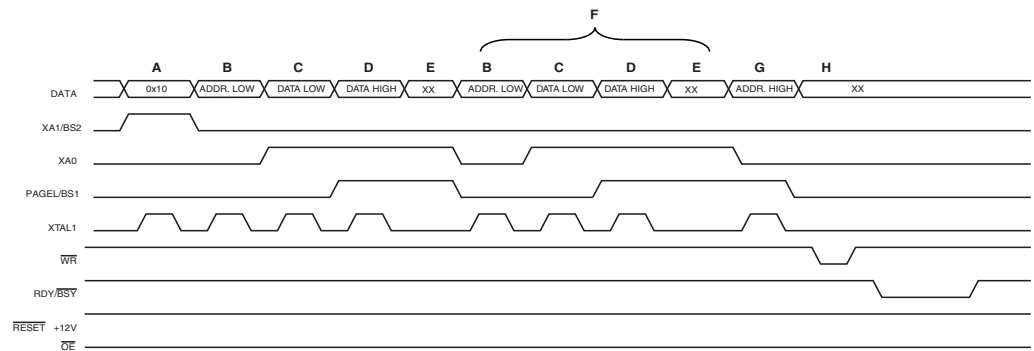 F
A B C D E B C D E G H
DATA 0x10 ADDR. LOW DATA LOW DATA HIGH XX ADDR. LOW DATA LOW DATA HIGH XX ADDR. HIGH XX
XA1/BS2
XA0
PAGEL/BS1
XTAL1
WR
RDY/BSY
RESET +12V
OE